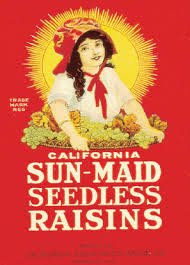 TRADE
MARK
REG
CALIFORNIA
SUN-MAID
SEEDLESS
RAISINS